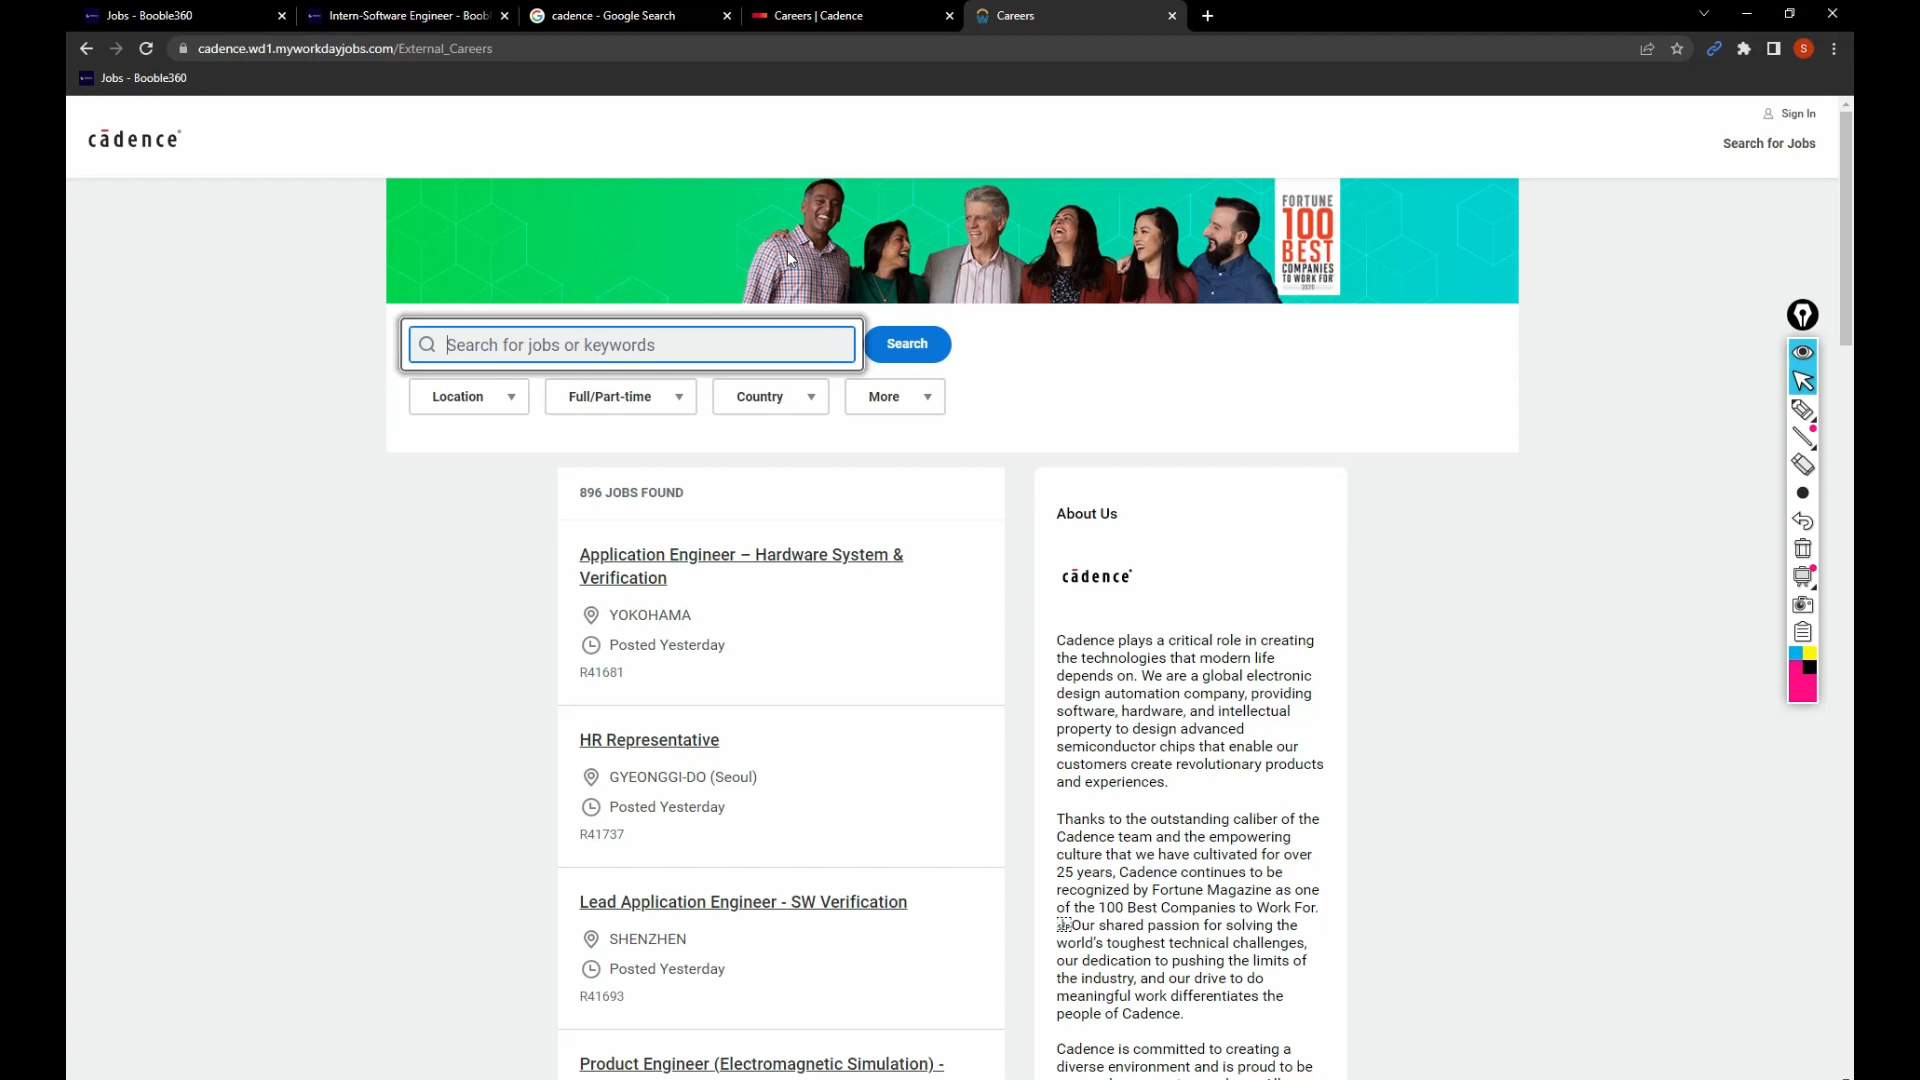 Jobs - Booble360
Intern-Software Engineer - Boobl
cadence - Google Search
Careers | Cadence
Careers
cadence.wd1.myworkdayjobs.com/External_Careers
S
Jobs - Booble360
Sign In
cādence
Search for Jobs
FORTUNE
100
BEST
COMPANIES
TO WORK FOR
2020
Search for jobs or keywords
Search
Location
Full/Part-time
Country
More
896 JOBS FOUND
Application Engineer – Hardware System &
Verification
YOKOHAMA
Posted Yesterday
R41681
HR Representative
GYEONGGI-DO (Seoul)
Posted Yesterday
R41737
Lead Application Engineer - SW Verification
SHENZHEN
Posted Yesterday
R41693
Product Engineer (Electromagnetic Simulation) -
About Us
cādence
Cadence plays a critical role in creating
the technologies that modern life
depends on. We are a global electronic
design automation company, providing
software, hardware, and intellectual
property to design advanced
semiconductor chips that enable our
customers create revolutionary products
and experiences.
Thanks to the outstanding caliber of the
Cadence team and the empowering
culture that we have cultivated for over
25 years, Cadence continues to be
recognized by Fortune Magazine as one
of the 100 Best Companies to Work For.
Our shared passion for solving the
world's toughest technical challenges,
our dedication to pushing the limits of
the industry, and our drive to do
meaningful work differentiates the
people of Cadence.
Cadence is committed to creating a
diverse environment and is proud to be